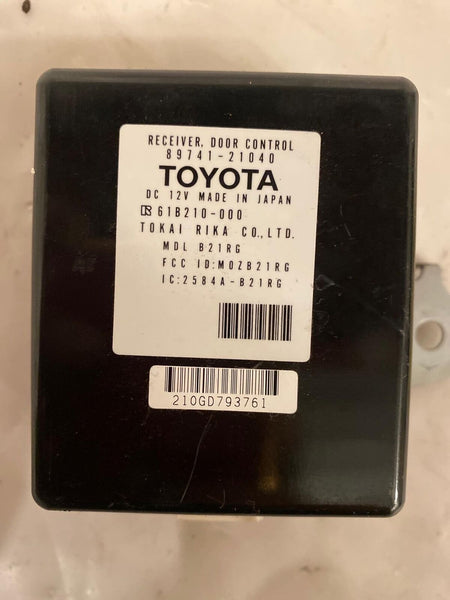 RECEIVER, DOOR CONTROL
89741-21040
TOYOTA
DC 12V MADE IN JAPAN
61B210-000
TOKAI RIKA CO.,LTD.
MDL B21RG
FCC ID:MOZB21RG
IC:2584A-B21RG
210GD793761